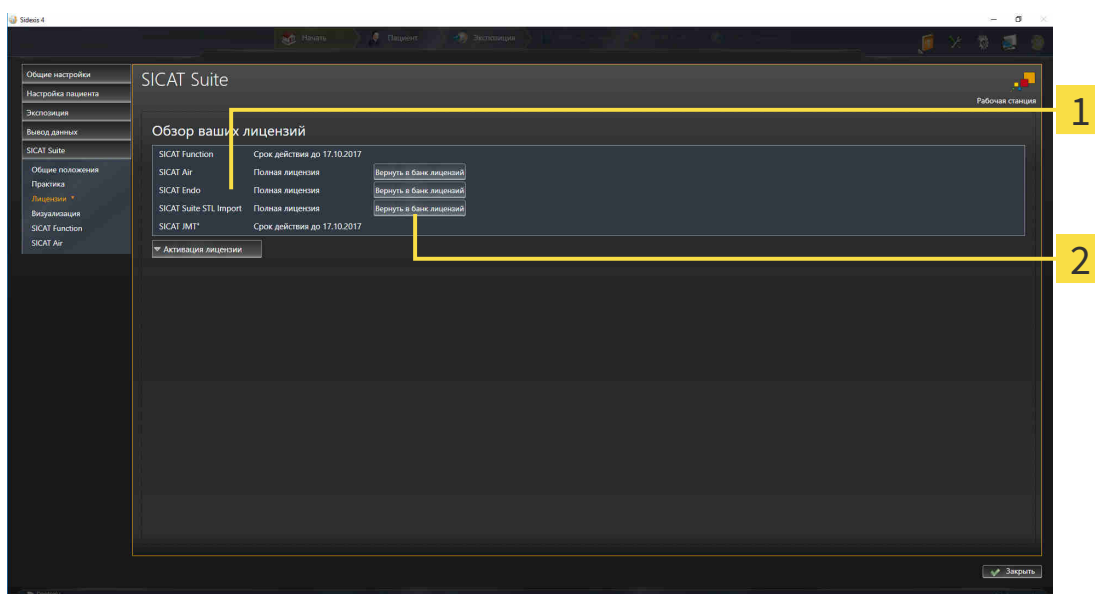 Sidexis 4
Начать Пациент Экспозиция
Общие настройки
Настройка пациента
Экспозиция
Вывод данных
SICAT Suite
Общие положения
Практика
Лицензии *
Визуализация
SICAT Function
SICAT Air
SICAT Suite
Рабочая станция
Обзор ваших лицензий
SICAT Function Срок действия до 17.10.2017
SICAT Air Полная лицензия Вернуть в банк лицензий
SICAT Endo Полная лицензия Вернуть в банк лицензий
SICAT Suite STL Import Полная лицензия Вернуть в банк лицензий
SICAT JMT⁺ Срок действия до 17.10.2017
Активация лицензии
1
2
Закрыть